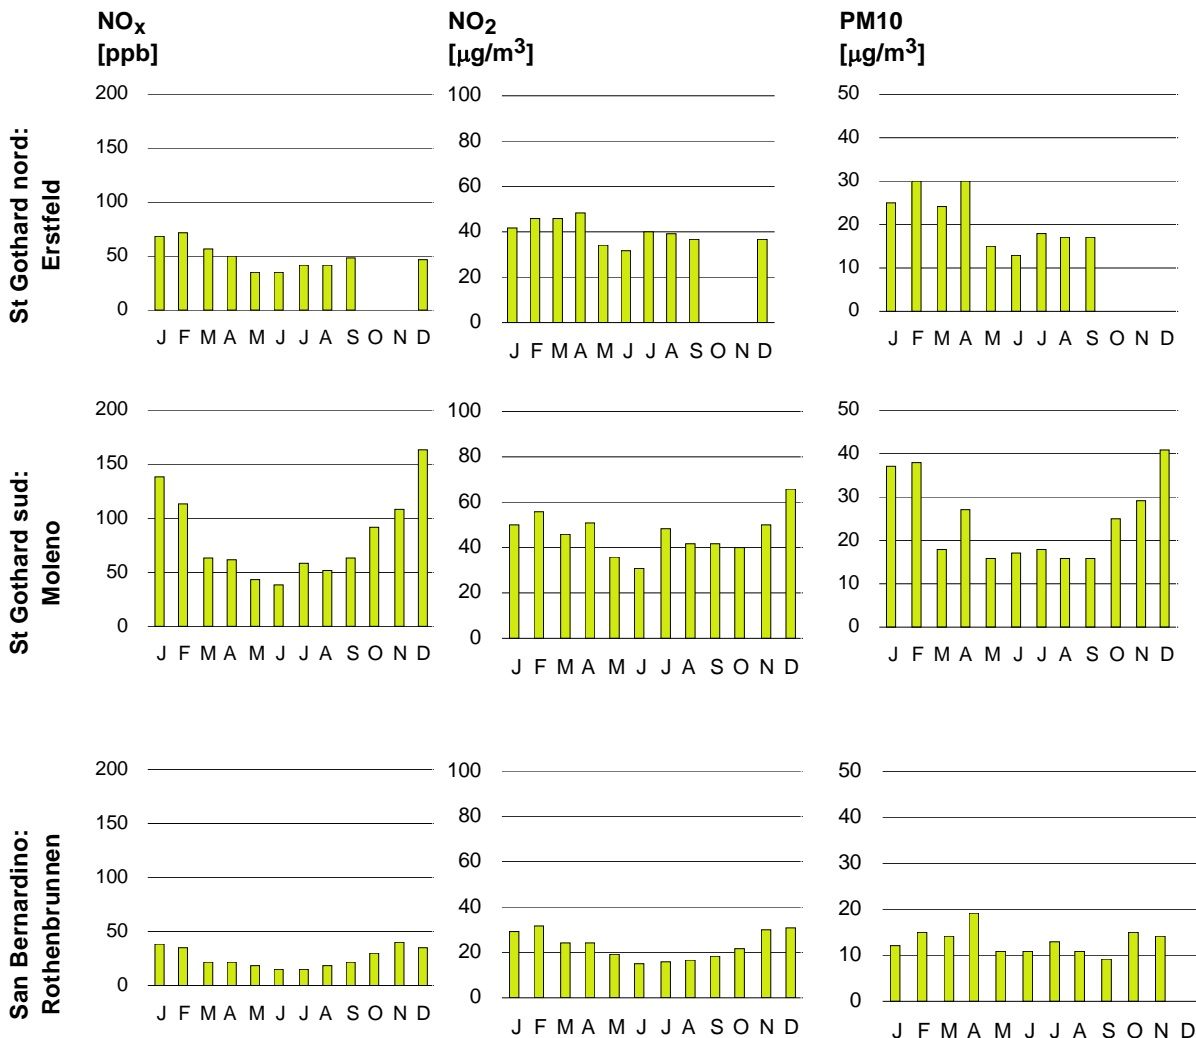 NOx
[ppb]
NO2
[µg/m3]
PM10
[µg/m3]
St Gothard nord:
Erstfeld
200
150
100
50
0
J F M A M J J A S O N D
100
80
60
40
20
0
J F M A M J J A S O N D
50
40
30
20
10
0
J F M A M J J A S O N D
St Gothard sud:
Moleno
200
150
100
50
0
J F M A M J J A S O N D
100
80
60
40
20
0
J F M A M J J A S O N D
50
40
30
20
10
0
J F M A M J J A S O N D
San Bernardino:
Rothenbrunnen
200
150
100
50
0
J F M A M J J A S O N D
100
80
60
40
20
0
J F M A M J J A S O N D
50
40
30
20
10
0
J F M A M J J A S O N D